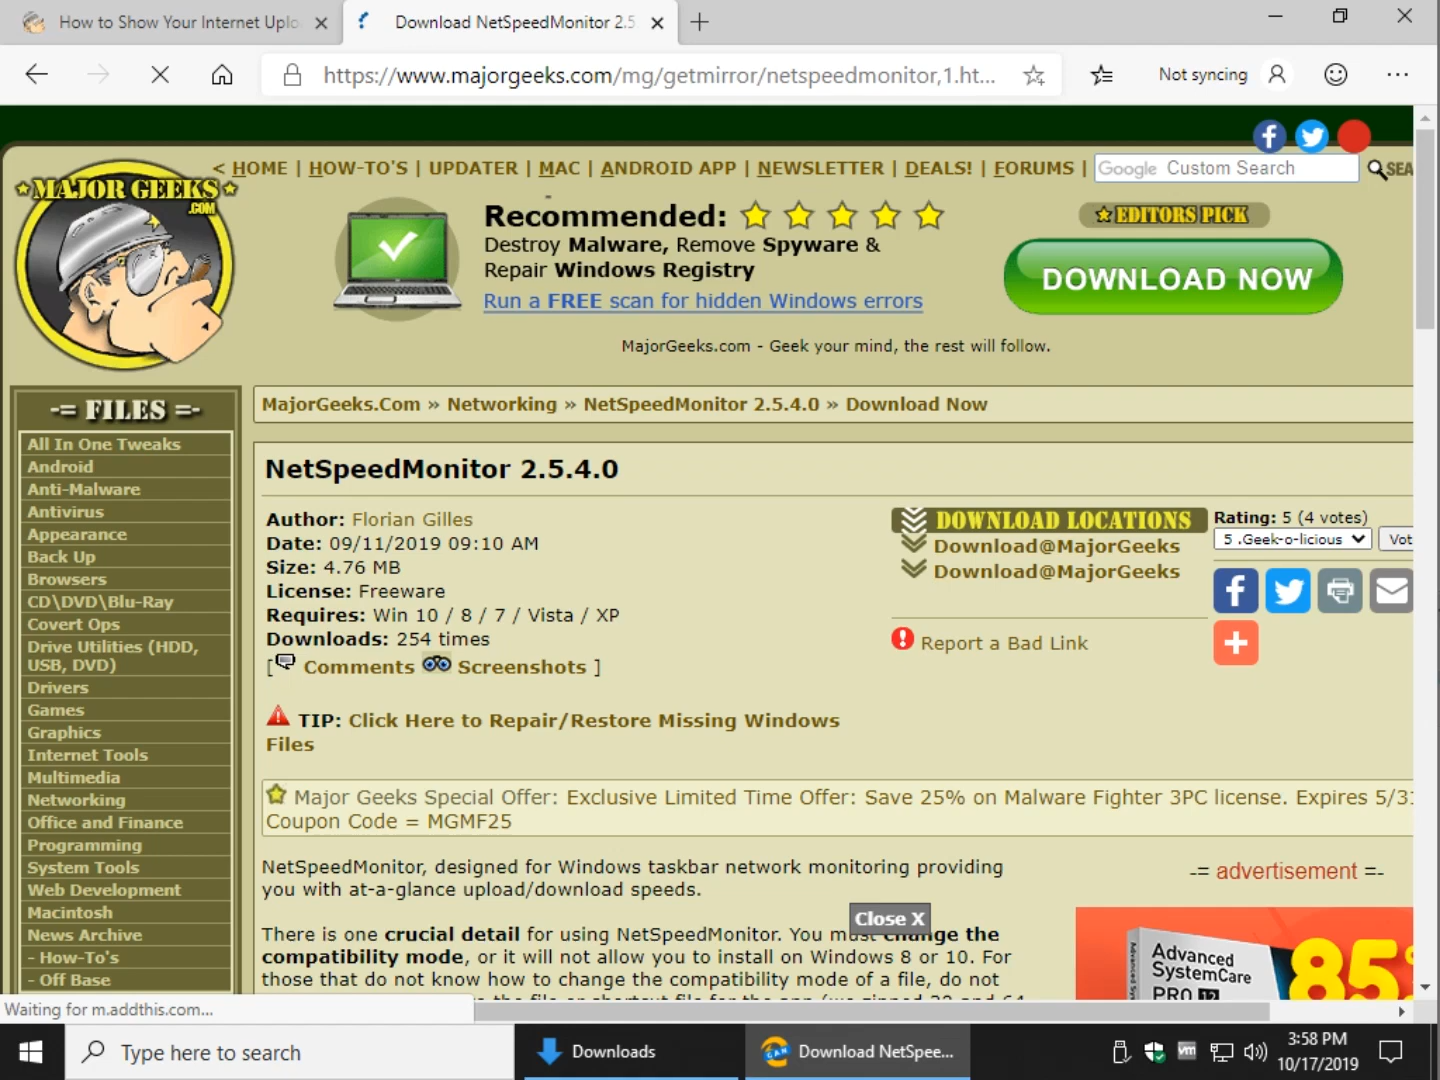 How to Show Your Internet Uplo
Download NetSpeedMonitor 2.5
https://www.majorgeeks.com/mg/getmirror/netspeedmonitor,1.ht...
Not syncing
MAJOR GEEKS
.COM
< HOME | HOW-TO'S | UPDATER | MAC | ANDROID APP | NEWSLETTER | DEALS! | FORUMS |
Google Custom Search
SEA
Recommended:
Destroy Malware, Remove Spyware &
Repair Windows Registry
Run a FREE scan for hidden Windows errors
EDITORS PICK
DOWNLOAD NOW
MajorGeeks.com - Geek your mind, the rest will follow.
-= FILES =-
All In One Tweaks
Android
Anti-Malware
Antivirus
Appearance
Back Up
Browsers
CD\DVD\Blu-Ray
Covert Ops
Drive Utilities (HDD,
USB, DVD)
Drivers
Games
Graphics
Internet Tools
Multimedia
Networking
Office and Finance
Programming
System Tools
Web Development
Macintosh
News Archive
- How-To's
- Off Base
MajorGeeks.Com » Networking » NetSpeedMonitor 2.5.4.0 » Download Now
NetSpeedMonitor 2.5.4.0
Author: Florian Gilles
Date: 09/11/2019 09:10 AM
Size: 4.76 MB
License: Freeware
Requires: Win 10 / 8 / 7 / Vista / XP
Downloads: 254 times
[ Comments Screenshots ]
DOWNLOAD LOCATIONS
Download@MajorGeeks
Download@MajorGeeks
Report a Bad Link
Rating: 5 (4 votes)
5 .Geek-o-licious
Vot
TIP: Click Here to Repair/Restore Missing Windows
Files
Major Geeks Special Offer: Exclusive Limited Time Offer: Save 25% on Malware Fighter 3PC license. Expires 5/31
Coupon Code = MGMF25
NetSpeedMonitor, designed for Windows taskbar network monitoring providing
you with at-a-glance upload/download speeds.
There is one crucial detail for using NetSpeedMonitor. You must change the
compatibility mode, or it will not allow you to install on Windows 8 or 10. For
those that do not know how to change the compatibility mode of a file, do not
Close X
-= advertisement =-
Advanced
SystemCare
PRO 12
85%
Waiting for m.addthis.com...
Type here to search
Downloads
CAN
Download NetSpee...
vm
3:58 PM
10/17/2019